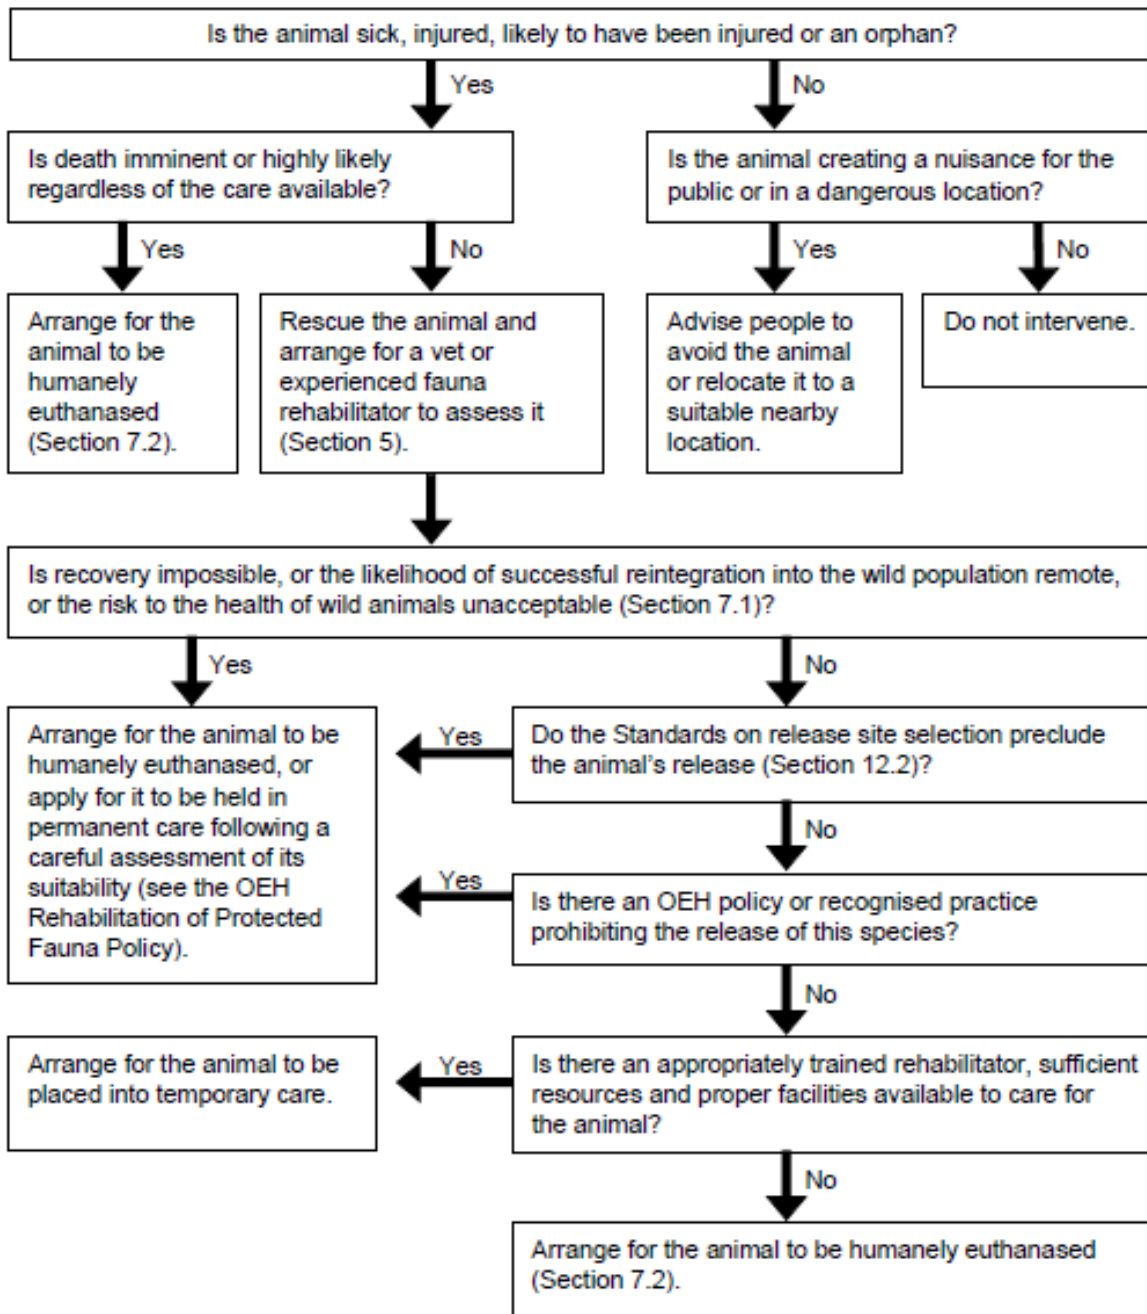 Is the animal sick, injured, likely to have been injured or an orphan?
Yes
No
Is death imminent or highly likely
regardless of the care available?
Is the animal creating a nuisance for the
public or in a dangerous location?
Yes
No
Yes
No
Arrange for the
animal to be
humanely
euthanased
(Section 7.2).
Rescue the animal and
arrange for a vet or
experienced fauna
rehabilitator to assess it
(Section 5).
Advise people to
avoid the animal
or relocate it to a
suitable nearby
location.
Do not intervene.
Is recovery impossible, or the likelihood of successful reintegration into the wild population remote,
or the risk to the health of wild animals unacceptable (Section 7.1)?
Yes
No
Arrange for the animal to be
humanely euthanased, or
apply for it to be held in
permanent care following a
careful assessment of its
suitability (see the OEH
Rehabilitation of Protected
Fauna Policy).
Yes
Do the Standards on release site selection preclude
the animal's release (Section 12.2)?
No
Yes
Is there an OEH policy or recognised practice
prohibiting the release of this species?
No
Arrange for the animal to be
placed into temporary care.
Yes
Is there an appropriately trained rehabilitator, sufficient
resources and proper facilities available to care for
the animal?
No
Arrange for the animal to be humanely euthanased
(Section 7.2).